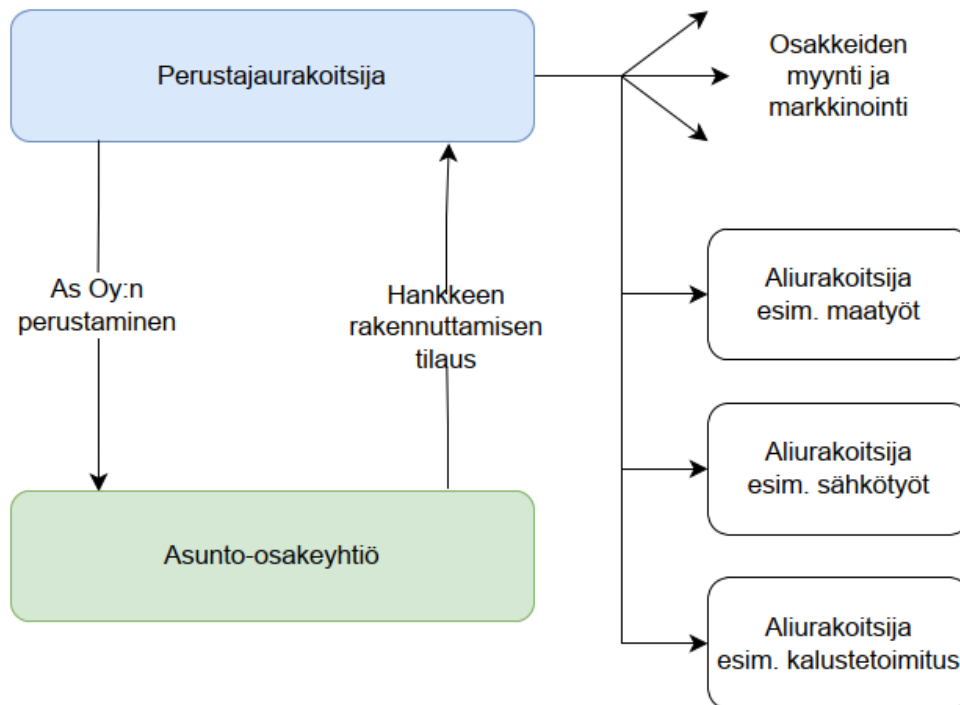 Perustajaurakoitsija
Osakkeiden
myynti ja
markkinointi
As Oy:n
perustaminen
Hankkeen
rakennuttamisen
tilaus
Aliurakoitsija
esim. maatyöt
Aliurakoitsija
esim. sähkötyöt
Asunto-osakeyhtiö
Aliurakoitsija
esim. kalustetoimitus